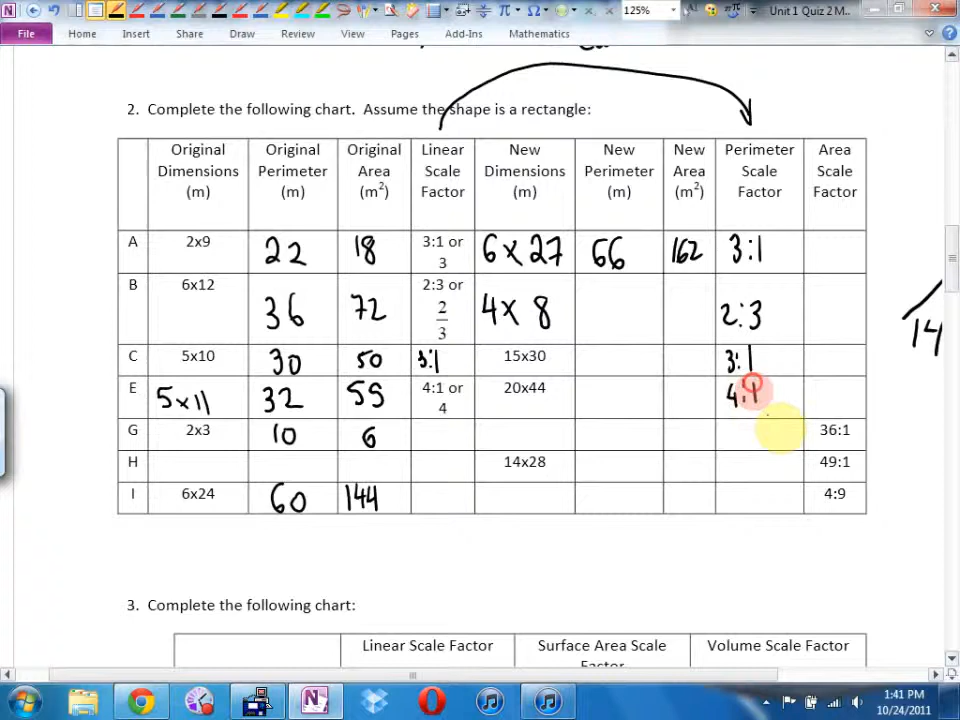 125%
Unit 1 Quiz 2 M..
File Home Insert Share Draw Review View Pages Add-Ins Mathematics
2. Complete the following chart. Assume the shape is a rectangle:
Original Dimensions (m) Original Perimeter (m) Original Area (m²) Linear Scale Factor New Dimensions (m) New Perimeter (m) New Area (m²) Perimeter Scale Factor Area Scale Factor
A 2x9 22 18 3:1 or 3 6 x 27 66 162 3:1
B 6x12 36 72 2:3 or 2/3 4 x 8 2:3
C 5x10 30 50 3:1 15x30 3:1
E 5 x 11 32 55 4:1 or 4 20x44 4:1
G 2x3 10 6 36:1
H 14x28 49:1
I 6x24 60 144 4:9
14
3. Complete the following chart:
Linear Scale Factor Surface Area Scale Factor Volume Scale Factor
1:41 PM
10/24/2011